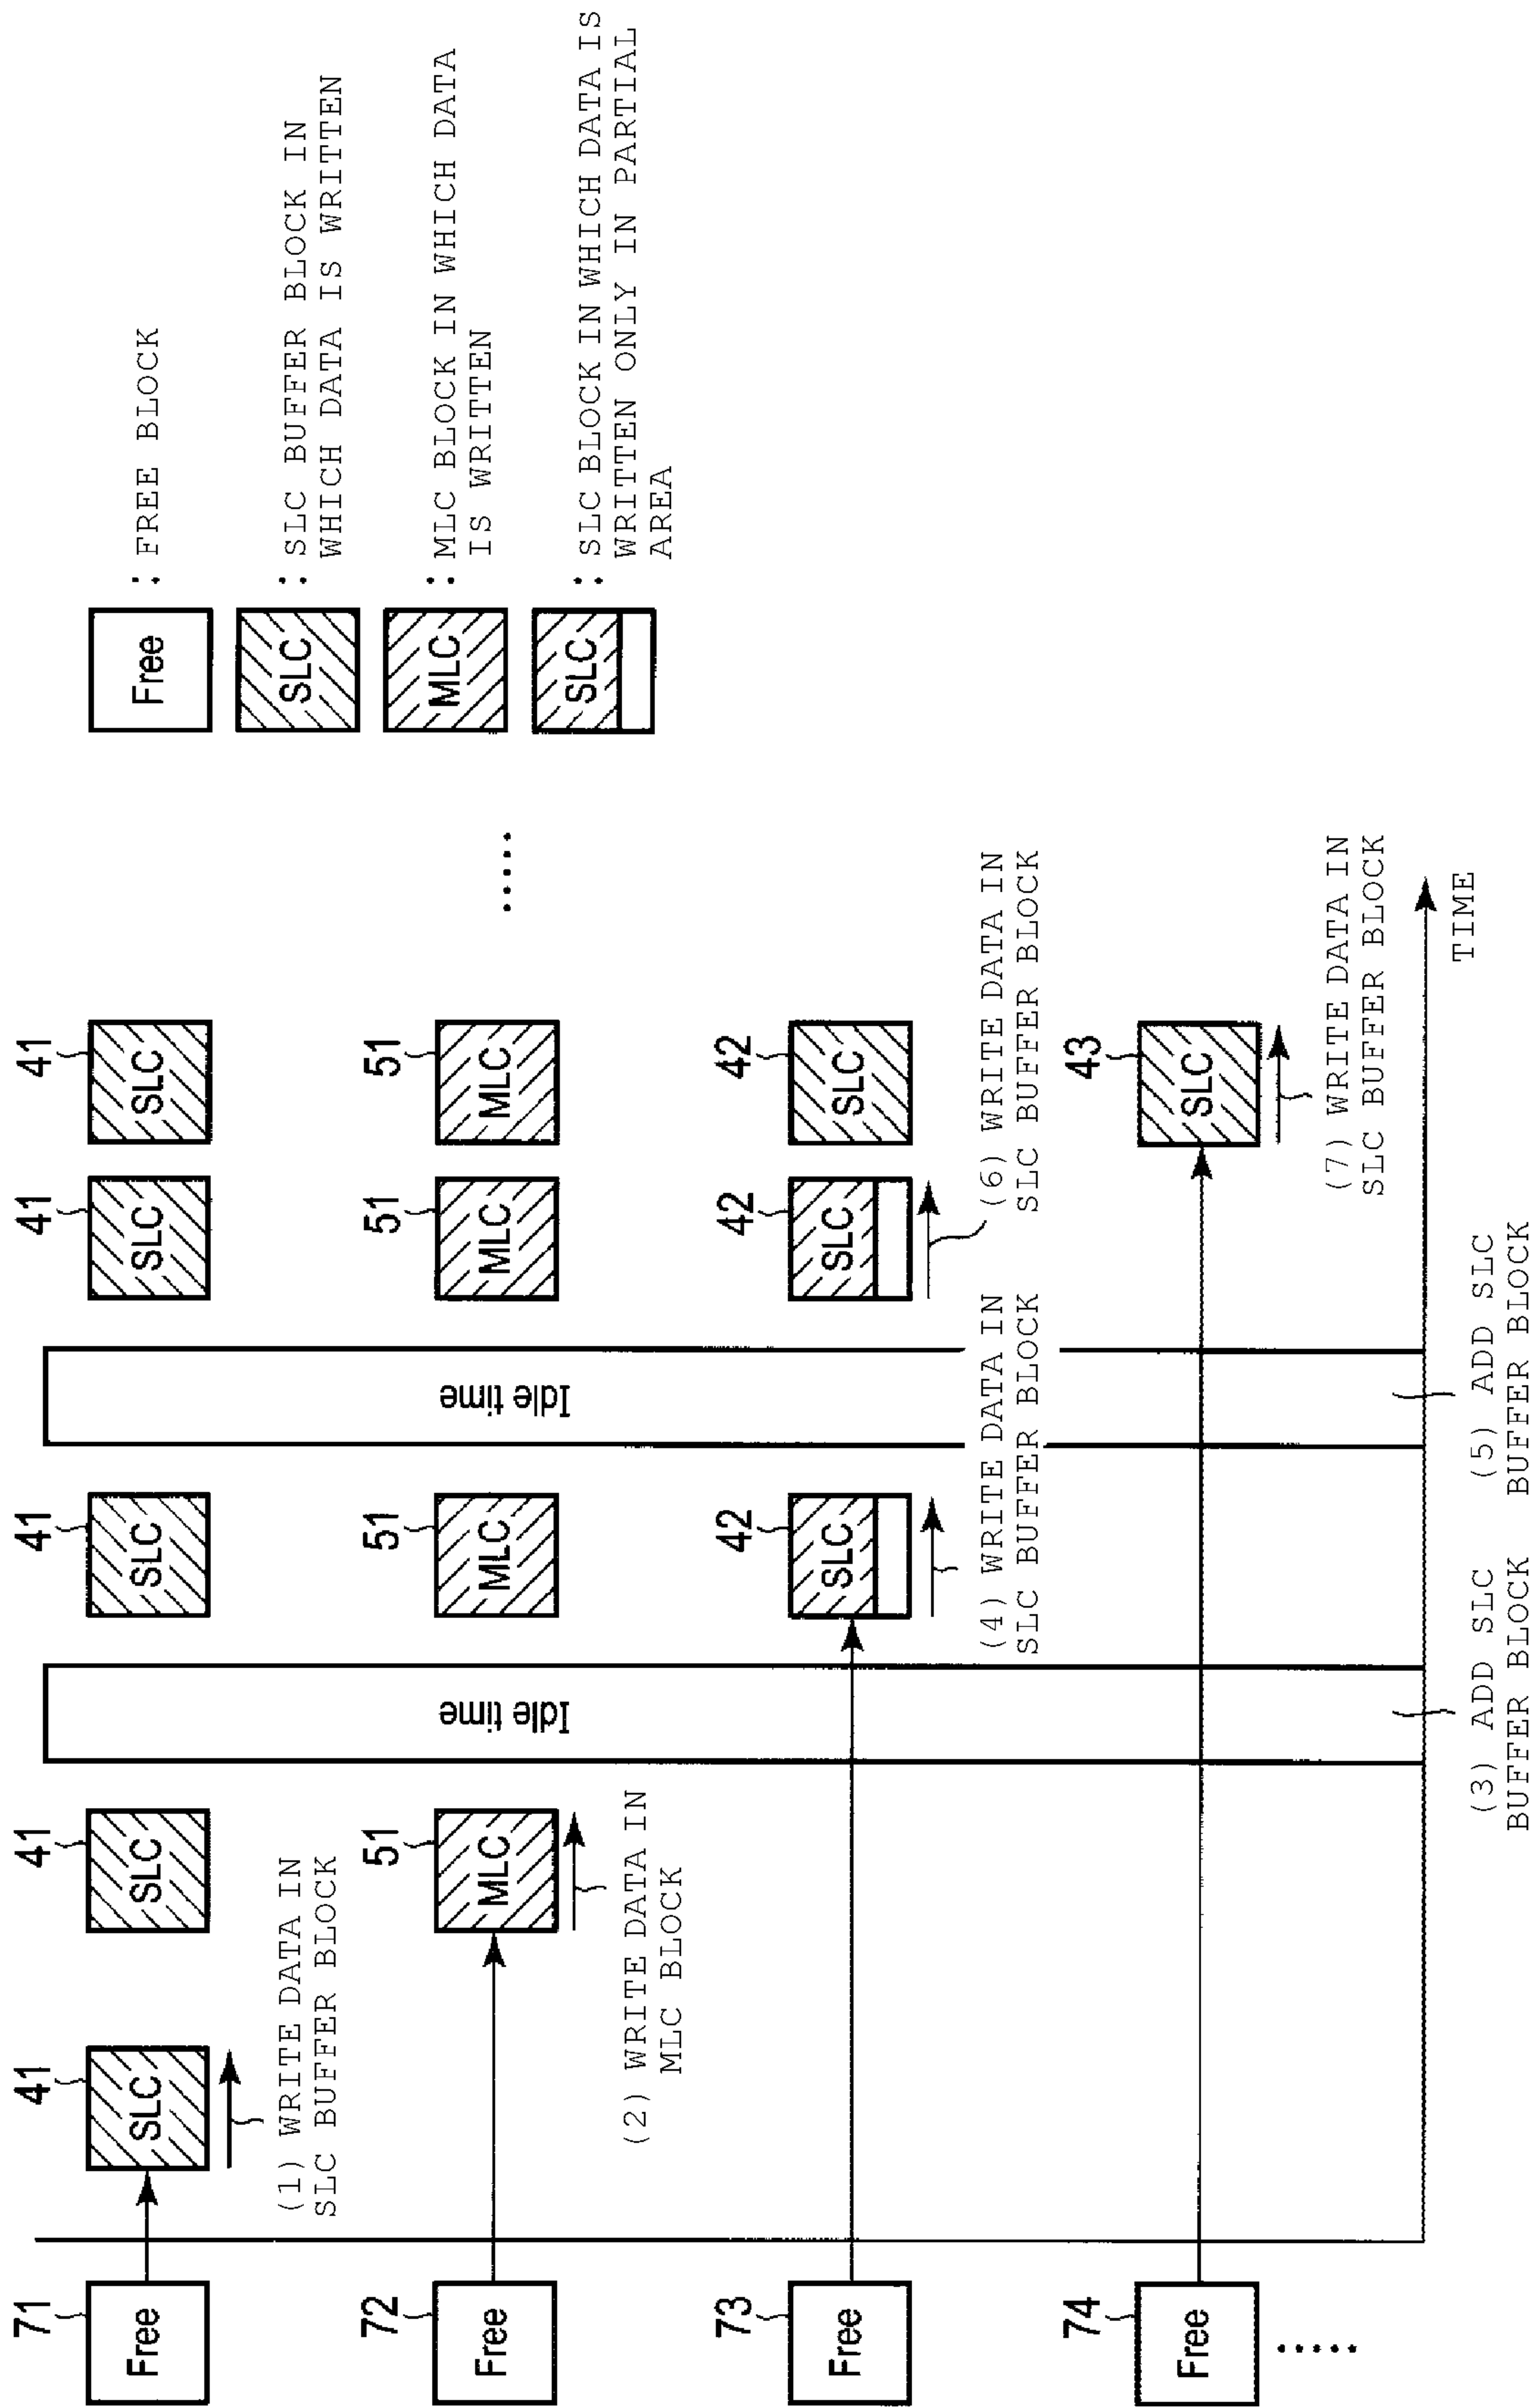 71
Free
41
SLC
(1) WRITE DATA IN
SLC BUFFER BLOCK
41
SLC
41
SLC
41
SLC
41
SLC
72
Free
51
MLC
(2) WRITE DATA IN
MLC BLOCK
51
MLC
51
MLC
51
MLC
.....
73
Free
42
SLC
(4) WRITE DATA IN
SLC BUFFER BLOCK
42
SLC
(6) WRITE DATA IN
SLC BUFFER BLOCK
42
SLC
74
Free
.....
43
SLC
(7) WRITE DATA IN
SLC BUFFER BLOCK
Idle time
Idle time
(3) ADD SLC
BUFFER BLOCK
(5) ADD SLC
BUFFER BLOCK
TIME
Free
: FREE BLOCK
SLC
: SLC BUFFER BLOCK IN
WHICH DATA IS WRITTEN
MLC
: MLC BLOCK IN WHICH DATA
IS WRITTEN
SLC
: SLC BLOCK IN WHICH DATA IS
WRITTEN ONLY IN PARTIAL
AREA